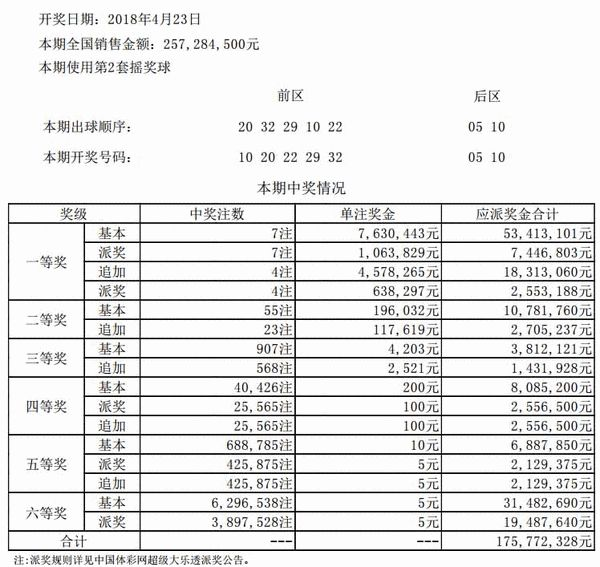 开奖日期：2018年4月23日
本期全国销售金额：257,284,500元
本期使用第2套摇奖球
前区 后区
本期出球顺序： 20 32 29 10 22 05 10
本期开奖号码： 10 20 22 29 32 05 10
本期中奖情况
奖级 中奖注数 单注奖金 应派奖金合计
一等奖 基本 7注 7,630,443元 53,413,101元
派奖 7注 1,063,829元 7,446,803元
追加 4注 4,578,265元 18,313,060元
派奖 4注 638,297元 2,553,188元
二等奖 基本 55注 196,032元 10,781,760元
追加 23注 117,619元 2,705,237元
三等奖 基本 907注 4,203元 3,812,121元
追加 568注 2,521元 1,431,928元
四等奖 基本 40,426注 200元 8,085,200元
派奖 25,565注 100元 2,556,500元
追加 25,565注 100元 2,556,500元
五等奖 基本 688,785注 10元 6,887,850元
派奖 425,875注 5元 2,129,375元
追加 425,875注 5元 2,129,375元
六等奖 基本 6,296,538注 5元 31,482,690元
派奖 3,897,528注 5元 19,487,640元
合计 --- --- 175,772,328元
注:派奖规则详见中国体彩网超级大乐透派奖公告。